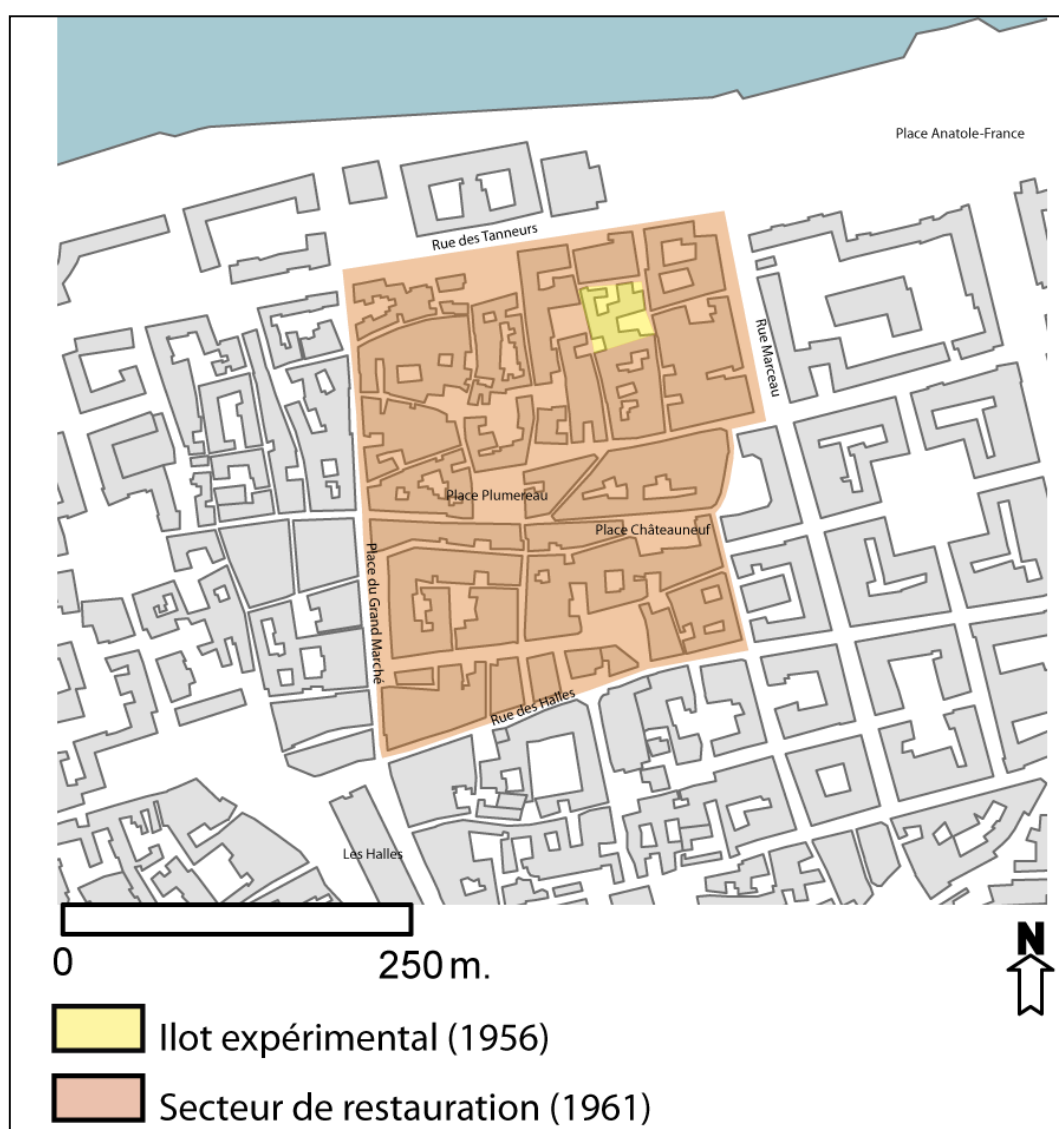 Place Anatole-France
Rue des Tanneurs
Rue Marceau
Place Plumereau
Place Châteauneuf
Place du Grand Marché
Rue des Halles
Les Halles
0
250 m.
N
Ilot expérimental (1956)
Secteur de restauration (1961)